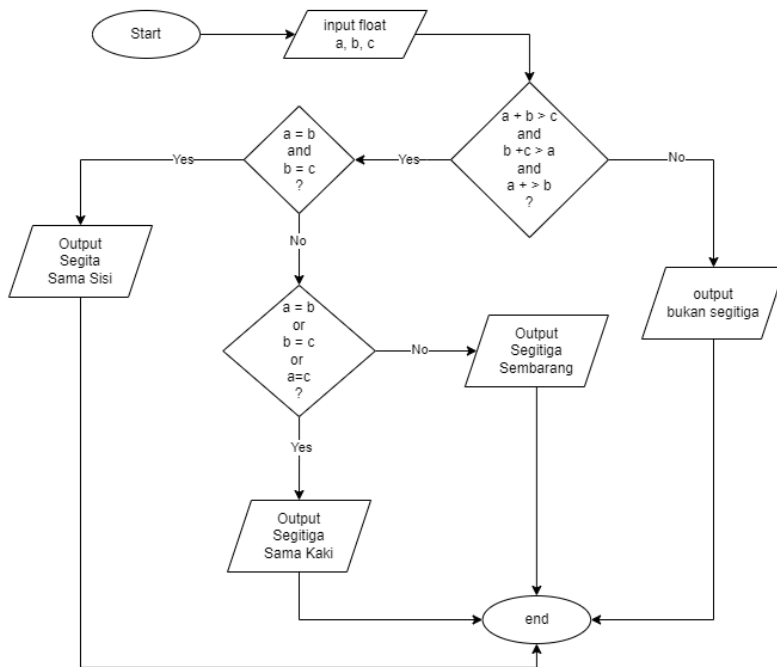 Start
input float
a, b, c
a + b > c
and
b +c > a
and
a + > b
?
Yes
No
a = b
and
b = c
?
Yes
No
Output
Segita
Sama Sisi
a = b
or
b = c
or
a=c
?
No
Yes
Output
Segitiga
Sembarang
output
bukan segitiga
Output
Segitiga
Sama Kaki
end